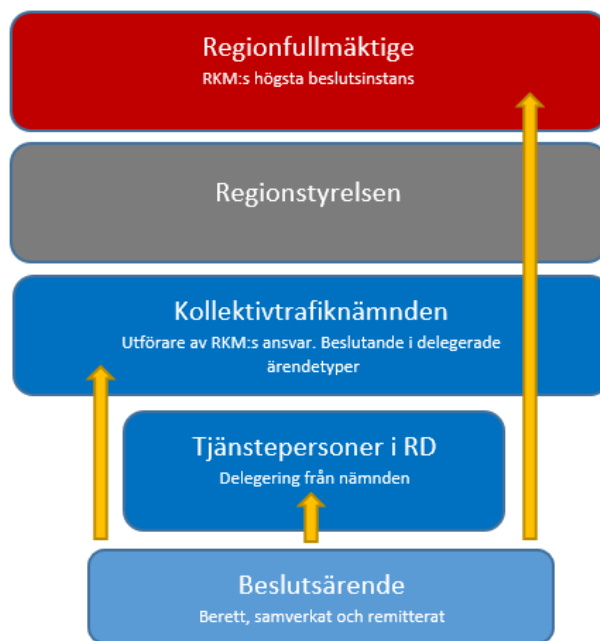 Regionfullmäktige
RKM:s högsta beslutsinstans
Regionstyrelsen
Kollektivtrafiknämnden
Utförare av RKM:s ansvar. Beslutande i delegerade
ärendetyper
Tjänstepersoner i RD
Delegering från nämnden
Beslutsärende
Berett, samverkat och remitterat